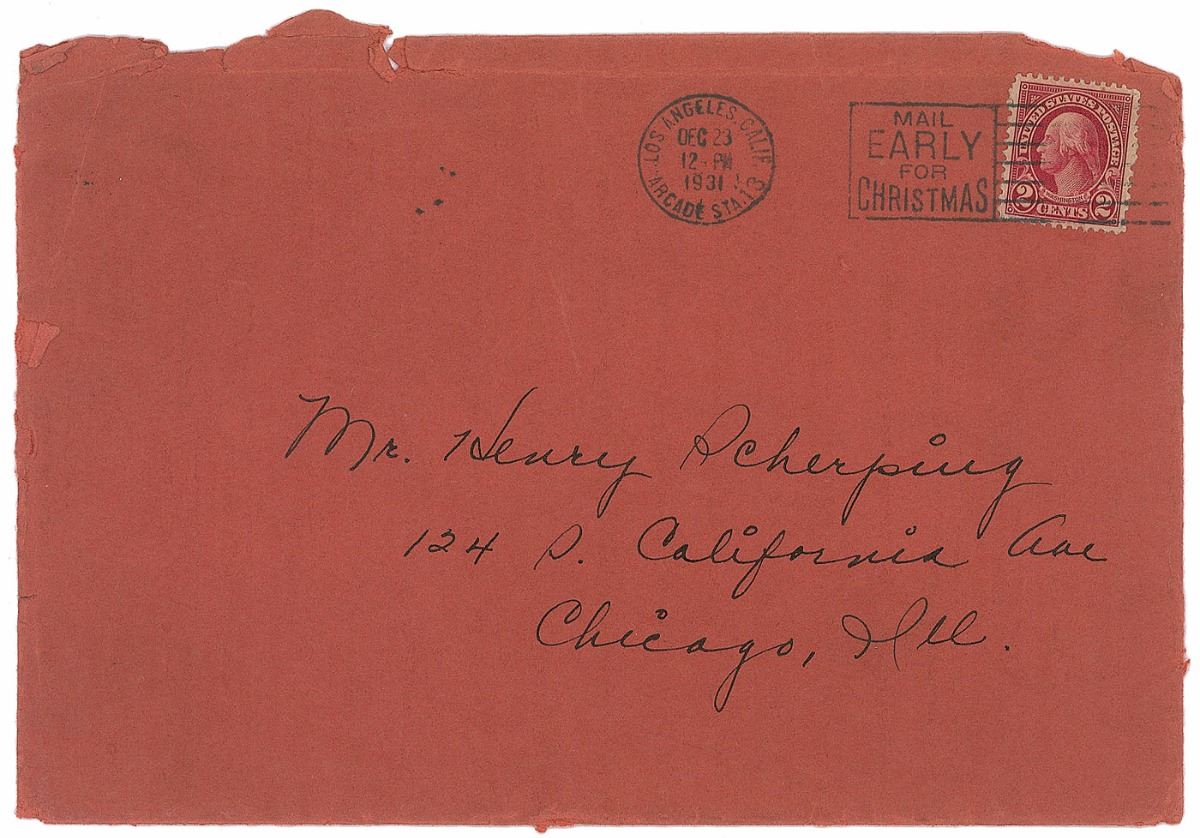 LOS ANGELES, CALIF.
DEC 23
12 - PM
1931
ARCADE STA. 13
MAIL
EARLY
FOR
CHRISTMAS
UNITED STATES POSTAGE
WASHINGTON
2 CENTS 2
Mr. Henry Scherping
124 S. California Ave
Chicago, Ill.